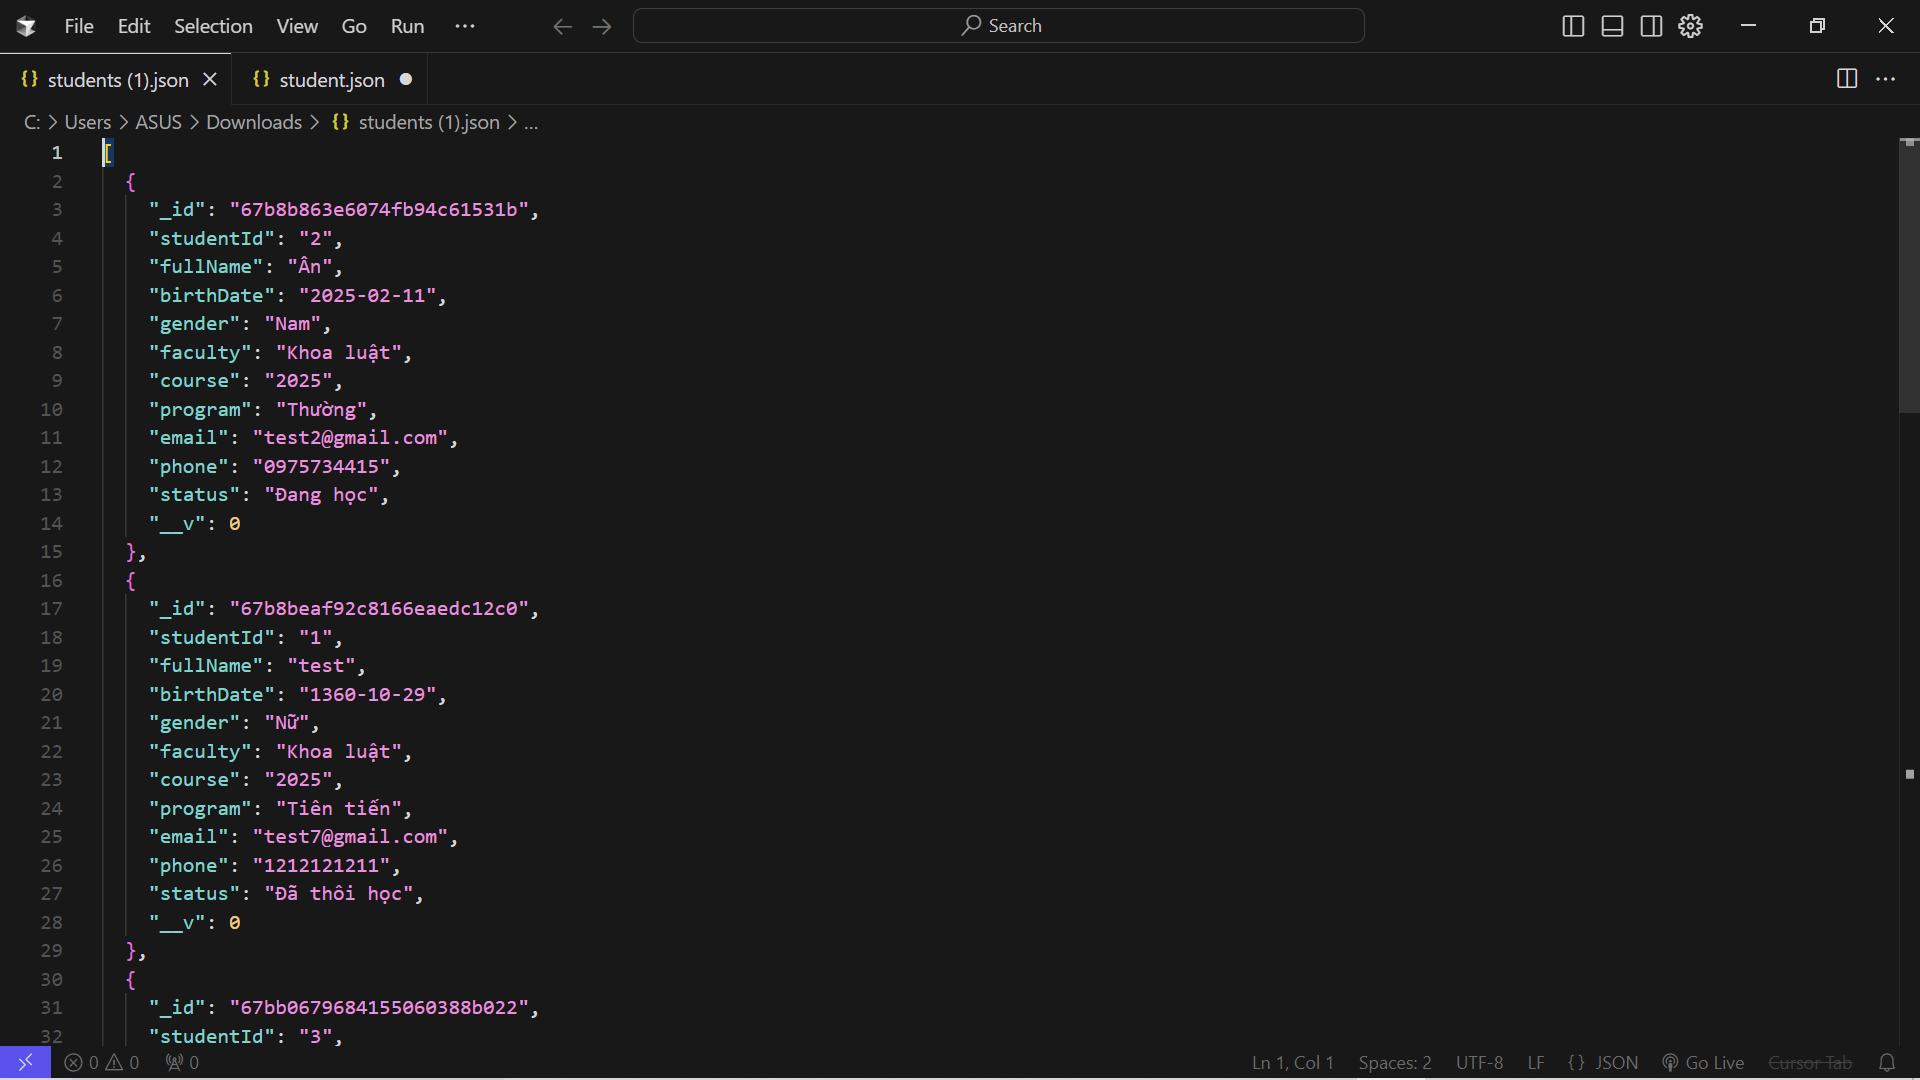 File Edit Selection View Go Run ··· Search
students (1).json student.json
C: > Users > ASUS > Downloads > {} students (1).json > ...
1 [
2 {
3 "_id": "67b8b863e6074fb94c61531b",
4 "studentId": "2",
5 "fullName": "Ân",
6 "birthDate": "2025-02-11",
7 "gender": "Nam",
8 "faculty": "Khoa luật",
9 "course": "2025",
10 "program": "Thường",
11 "email": "test2@gmail.com",
12 "phone": "0975734415",
13 "status": "Đang học",
14 "__v": 0
15 },
16 {
17 "_id": "67b8beaf92c8166eaedc12c0",
18 "studentId": "1",
19 "fullName": "test",
20 "birthDate": "1360-10-29",
21 "gender": "Nữ",
22 "faculty": "Khoa luật",
23 "course": "2025",
24 "program": "Tiên tiến",
25 "email": "test7@gmail.com",
26 "phone": "1212121211",
27 "status": "Đã thôi học",
28 "__v": 0
29 },
30 {
31 "_id": "67bb0679684155060388b022",
32 "studentId": "3",
0 0 0 Ln 1, Col 1 Spaces: 2 UTF-8 LF {} JSON Go Live Cursor Tab